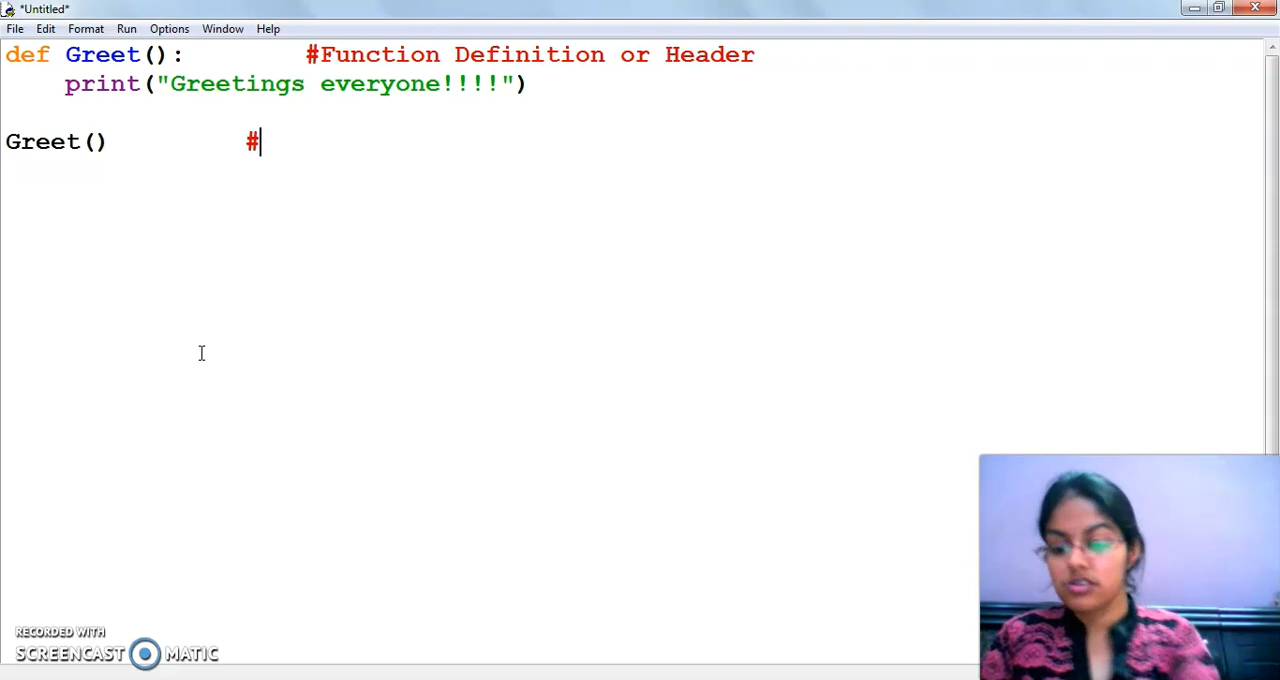 *Untitled*
File Edit Format Run Options Window Help
def Greet(): #Function Definition or Header
print("Greetings everyone!!!!")
Greet() #
RECORDED WITH
SCREENCAST MATIC